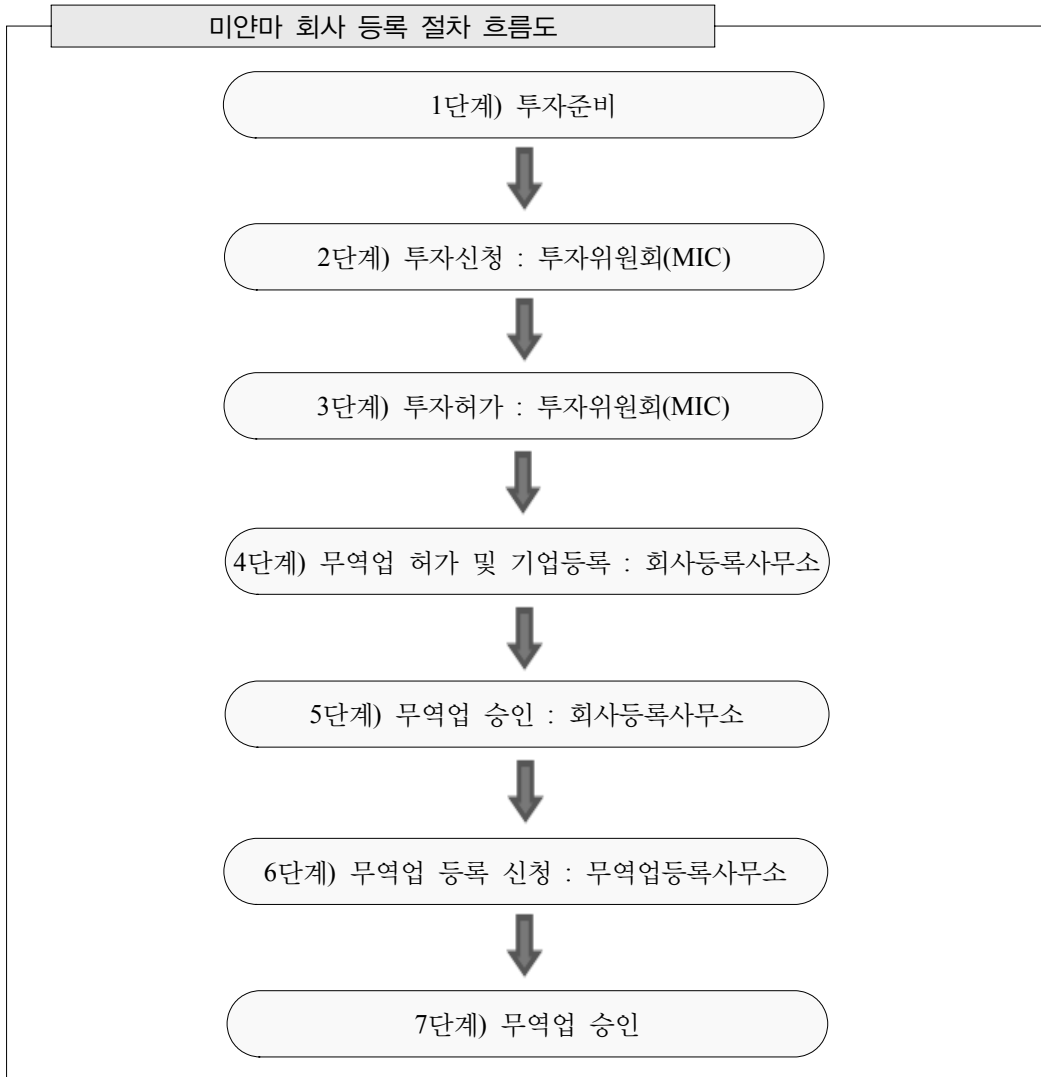 미얀마 회사 등록 절차 흐름도
1단계) 투자준비
2단계) 투자신청 : 투자위원회(MIC)
3단계) 투자허가 : 투자위원회(MIC)
4단계) 무역업 허가 및 기업등록 : 회사등록사무소
5단계) 무역업 승인 : 회사등록사무소
6단계) 무역업 등록 신청 : 무역업등록사무소
7단계) 무역업 승인